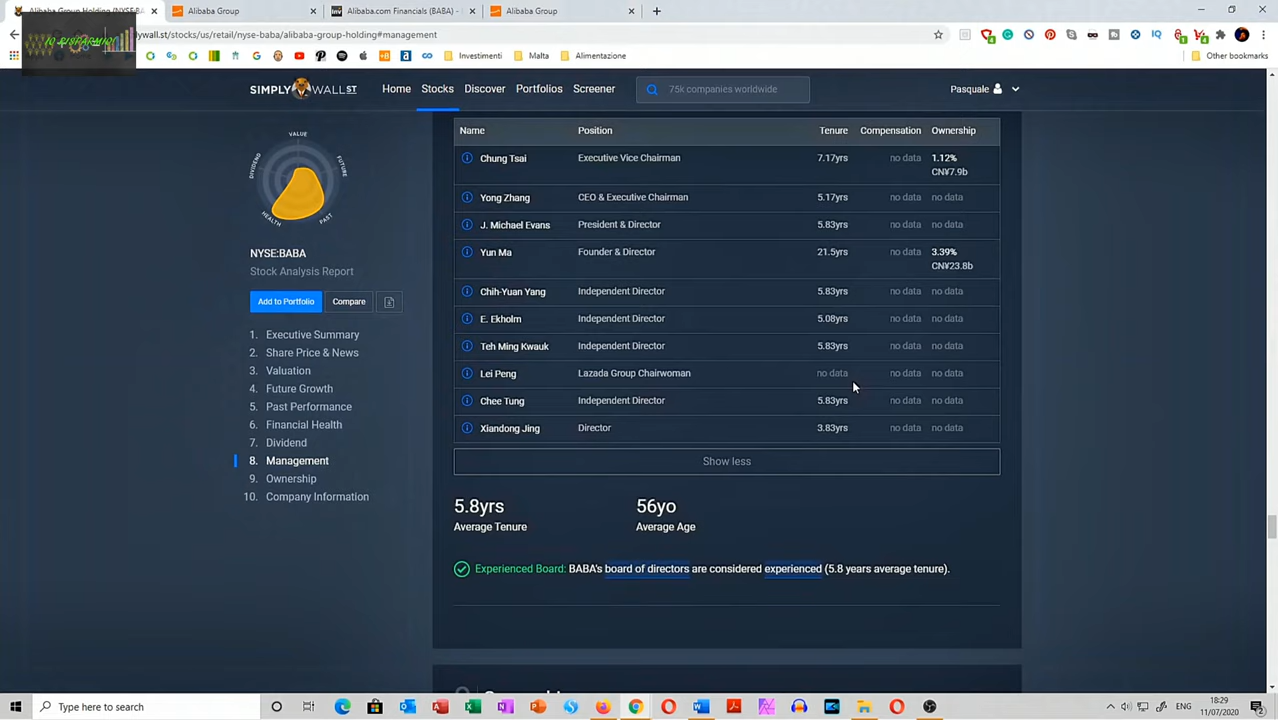 Alibaba Group Holding (NYSE:BA
Alibaba Group
Alibaba.com Financials (BABA) -
Alibaba Group
lywall.st/stocks/us/retail/nyse-baba/alibaba-group-holding#management
IO RISPARMIO!
Investimenti
Malta
Alimentazione
Other bookmarks
SIMPLY WALL ST
Home
Stocks
Discover
Portfolios
Screener
75k companies worldwide
Pasquale
VALUE
FUTURE
PAST
HEALTH
DIVIDEND
NYSE:BABA
Stock Analysis Report
Add to Portfolio
Compare
1. Executive Summary
2. Share Price & News
3. Valuation
4. Future Growth
5. Past Performance
6. Financial Health
7. Dividend
8. Management
9. Ownership
10. Company Information
Name Position Tenure Compensation Ownership
Chung Tsai Executive Vice Chairman 7.17yrs no data 1.12%
CN¥7.9b
Yong Zhang CEO & Executive Chairman 5.17yrs no data no data
J. Michael Evans President & Director 5.83yrs no data no data
Yun Ma Founder & Director 21.5yrs no data 3.39%
CN¥23.8b
Chih-Yuan Yang Independent Director 5.83yrs no data no data
E. Ekholm Independent Director 5.08yrs no data no data
Teh Ming Kwauk Independent Director 5.83yrs no data no data
Lei Peng Lazada Group Chairwoman no data no data no data
Chee Tung Independent Director 5.83yrs no data no data
Xiandong Jing Director 3.83yrs no data no data
Show less
5.8yrs
Average Tenure
56yo
Average Age
Experienced Board: BABA's board of directors are considered experienced (5.8 years average tenure).
Type here to search
ENG
18:29
11/07/2020